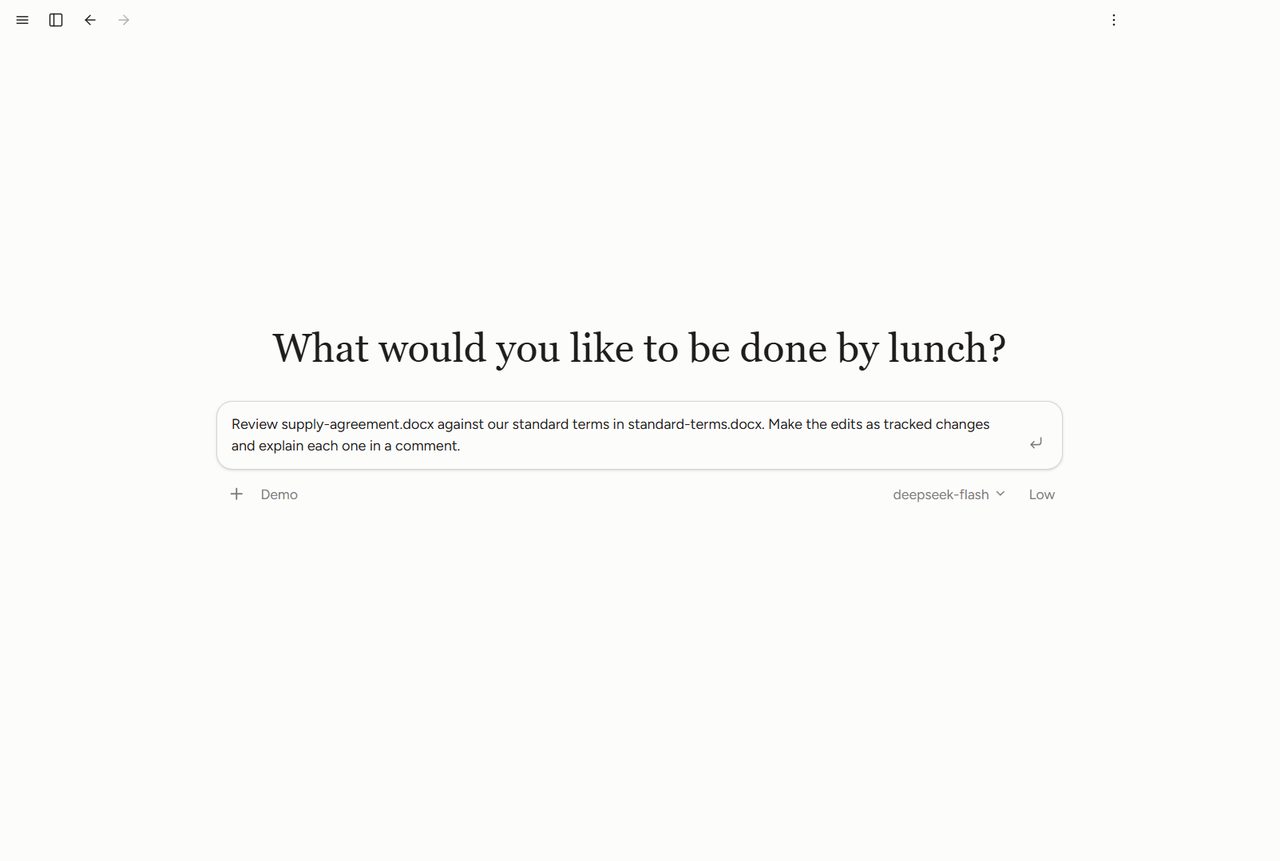 What would you like to be done by lunch?
Review supply-agreement.docx against our standard terms in standard-terms.docx. Make the edits as tracked changes
and explain each one in a comment.
Demo
deepseek-flash
Low